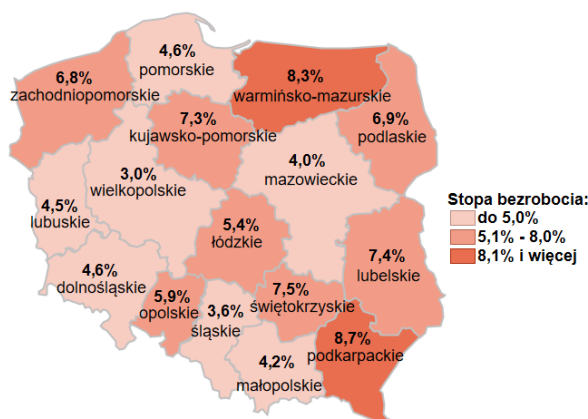 4,6%
pomorskie
8,3%
warmińsko-mazurskie
6,8%
zachodniopomorskie
7,3%
kujawsko-pomorskie
6,9%
podlaskie
3,0%
wielkopolskie
4,0%
mazowieckie
4,5%
lubuskie
5,4%
łódzkie
Stopa bezrobocia:
do 5,0%
5,1% - 8,0%
8,1% i więcej
7,4%
lubelskie
4,6%
dolnośląskie
5,9%
opolskie
3,6%
śląskie
7,5%
świętokrzyskie
8,7%
podkarpackie
4,2%
małopolskie